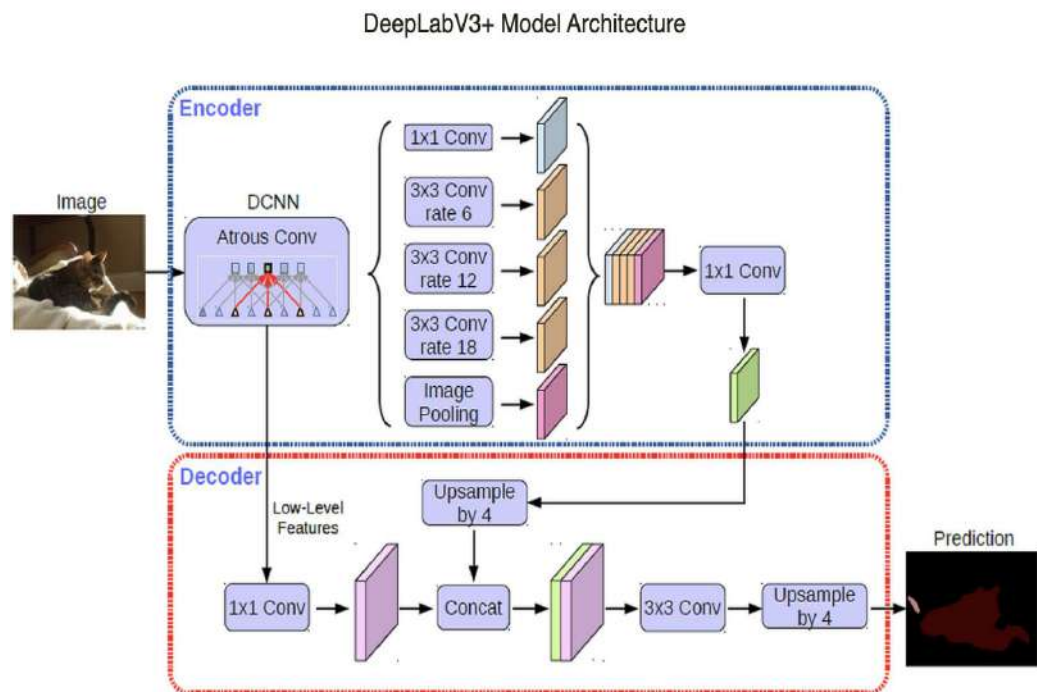 DeepLabV3+ Model Architecture
Encoder
Image
DCNN
Atrous Conv
1x1 Conv
3x3 Conv
rate 6
3x3 Conv
rate 12
3x3 Conv
rate 18
Image
Pooling
1x1 Conv
Decoder
Low-Level
Features
Upsample
by 4
1x1 Conv
Concat
3x3 Conv
Upsample
by 4
Prediction